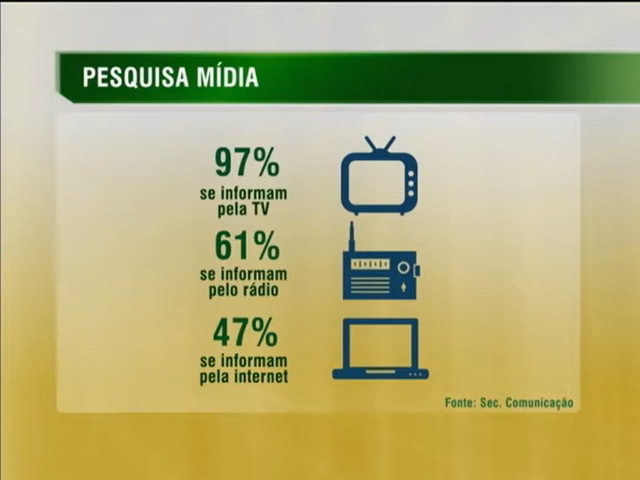 PESQUISA MÍDIA
97%
se informam
pela TV
61%
se informam
pelo rádio
47%
se informam
pela internet
Fonte: Sec. Comunicação